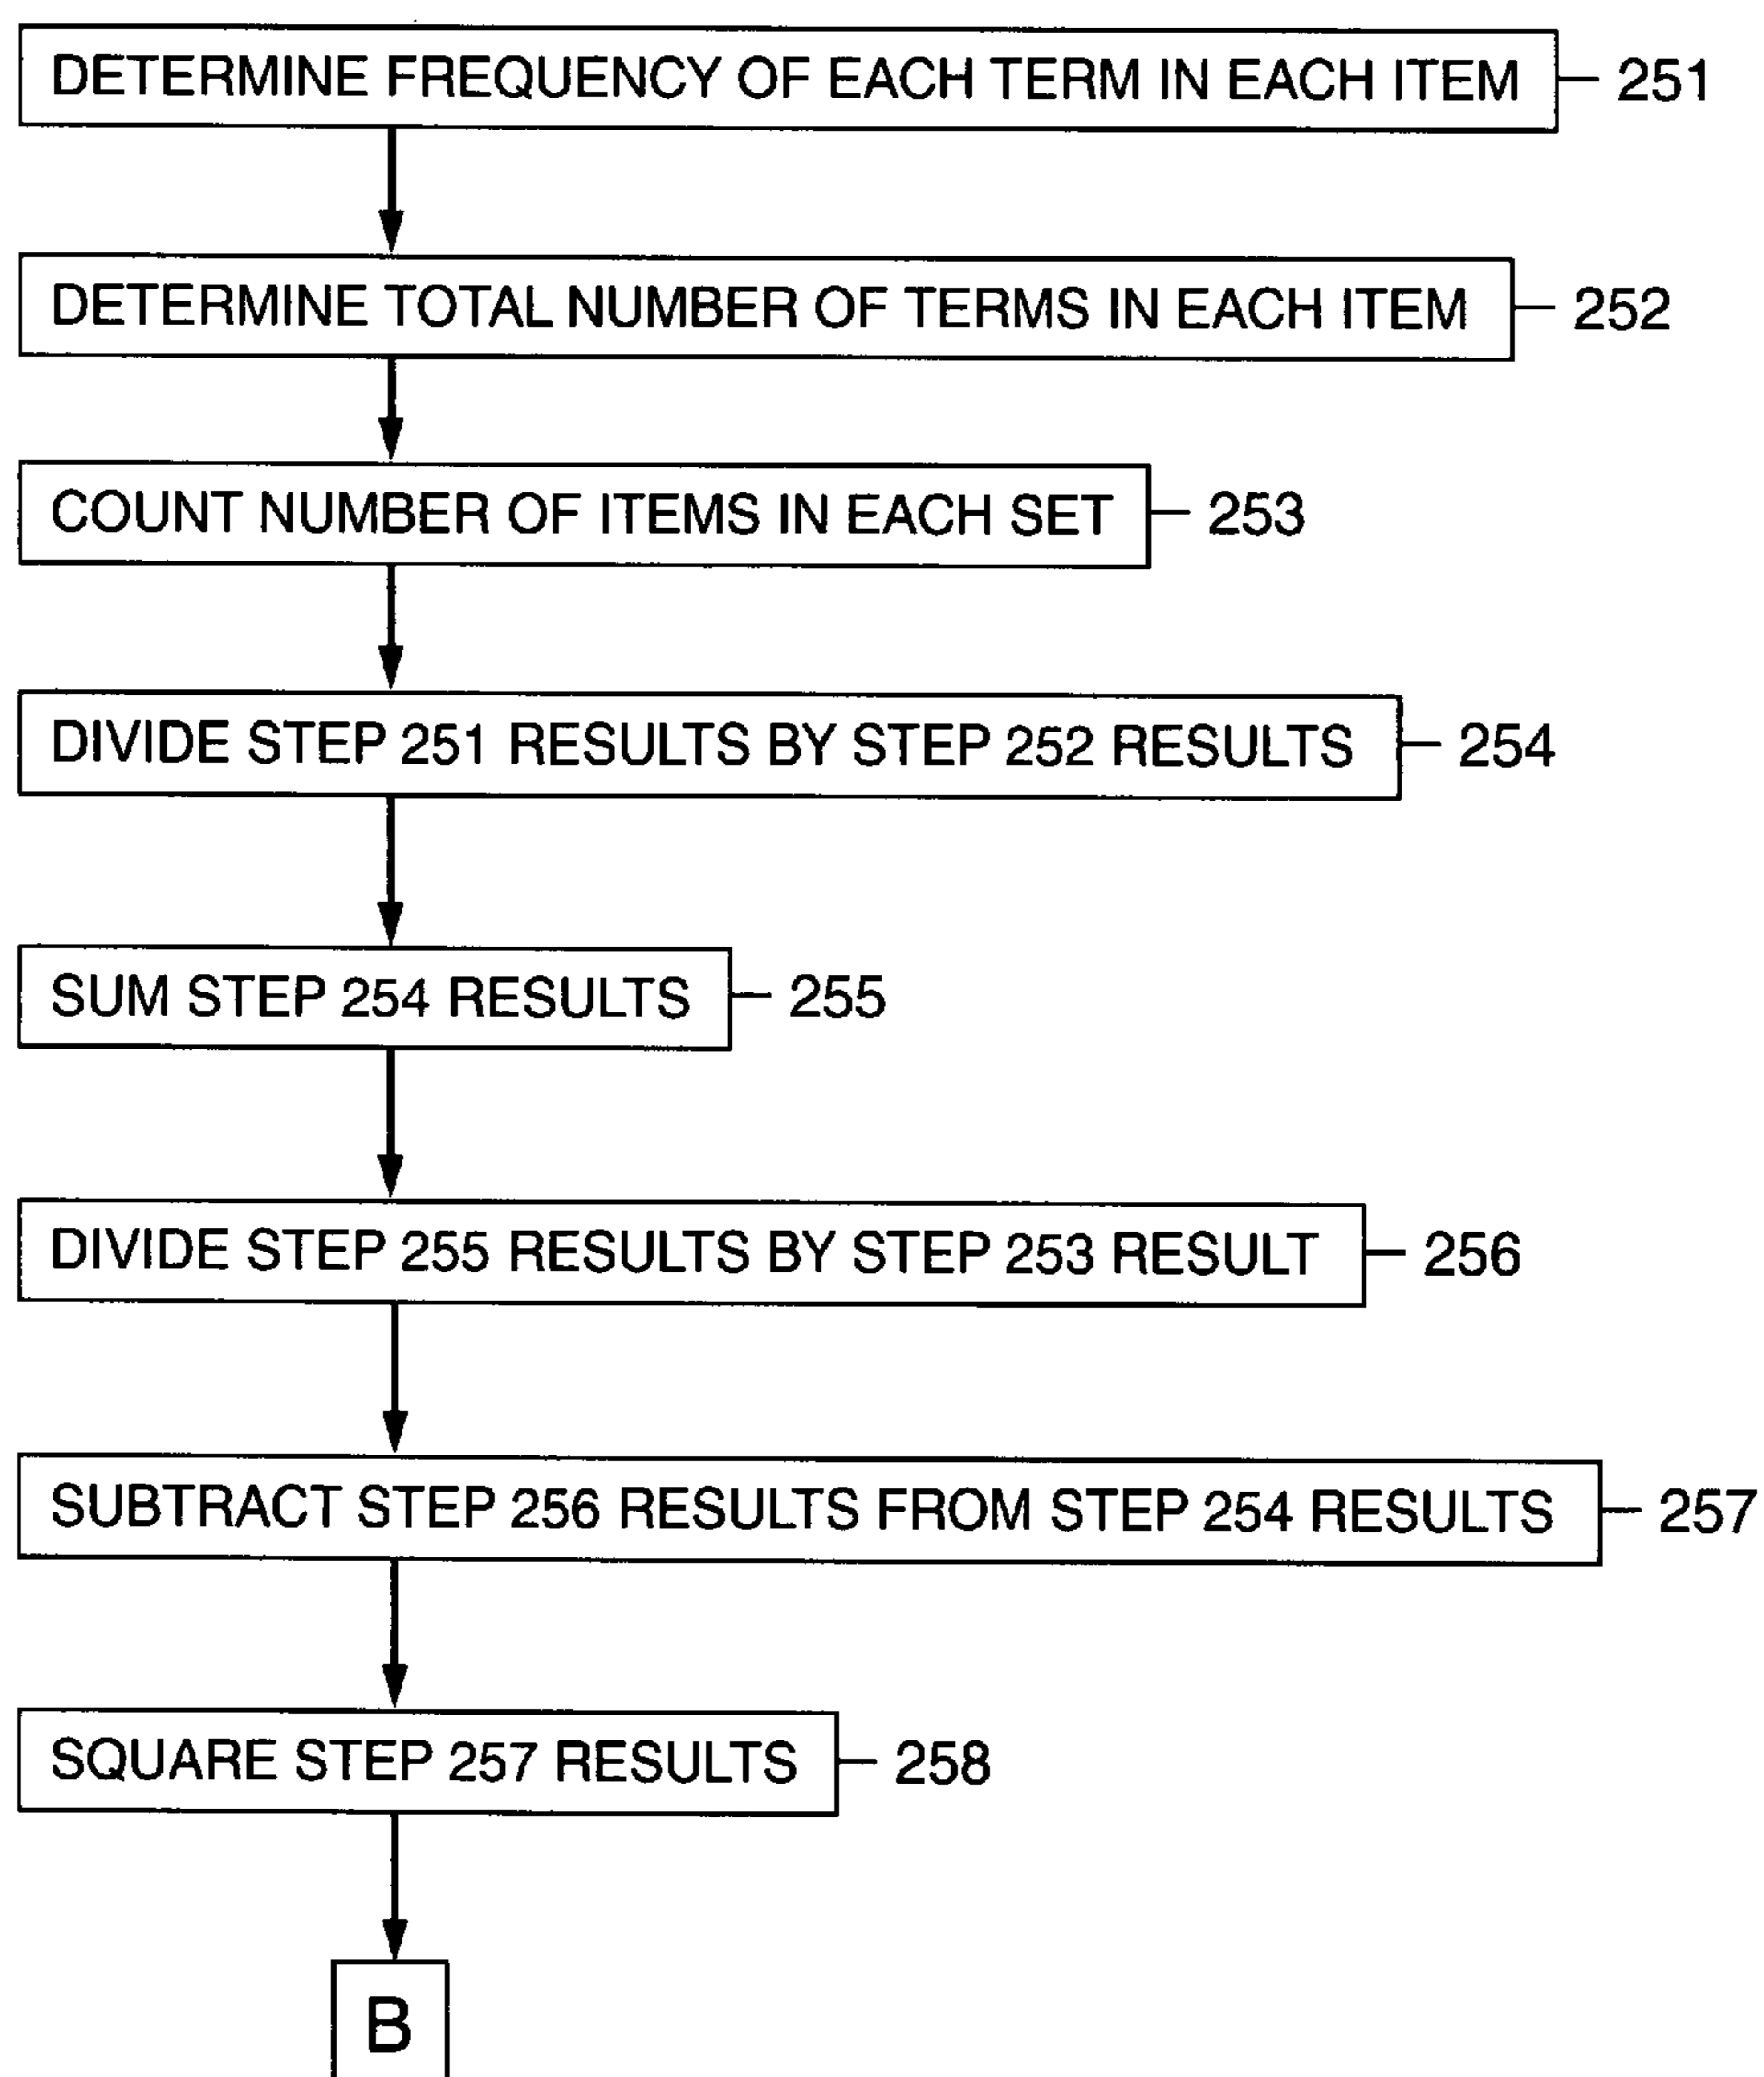 DETERMINE FREQUENCY OF EACH TERM IN EACH ITEM 251
DETERMINE TOTAL NUMBER OF TERMS IN EACH ITEM 252
COUNT NUMBER OF ITEMS IN EACH SET 253
DIVIDE STEP 251 RESULTS BY STEP 252 RESULTS 254
SUM STEP 254 RESULTS 255
DIVIDE STEP 255 RESULTS BY STEP 253 RESULT 256
SUBTRACT STEP 256 RESULTS FROM STEP 254 RESULTS 257
SQUARE STEP 257 RESULTS 258
B